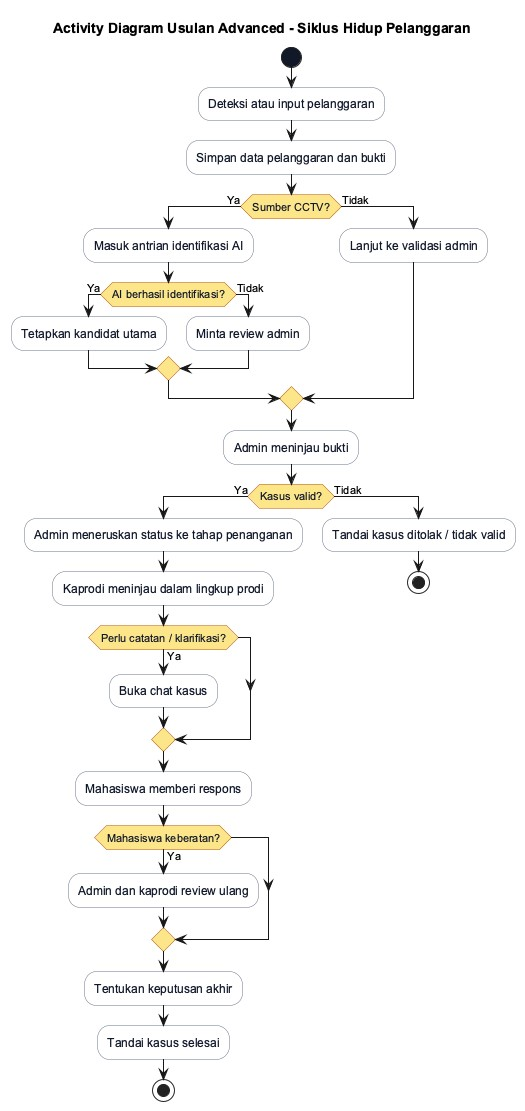 Activity Diagram Usulan Advanced - Siklus Hidup Pelanggaran
Deteksi atau input pelanggaran
Simpan data pelanggaran dan bukti
Ya
Sumber CCTV?
Tidak
Masuk antrian identifikasi AI
Lanjut ke validasi admin
Ya
AI berhasil identifikasi?
Tidak
Tetapkan kandidat utama
Minta review admin
Admin meninjau bukti
Ya
Kasus valid?
Tidak
Admin meneruskan status ke tahap penanganan
Tandai kasus ditolak / tidak valid
Kaprodi meninjau dalam lingkup prodi
Perlu catatan / klarifikasi?
Ya
Buka chat kasus
Mahasiswa memberi respons
Mahasiswa keberatan?
Ya
Admin dan kaprodi review ulang
Tentukan keputusan akhir
Tandai kasus selesai